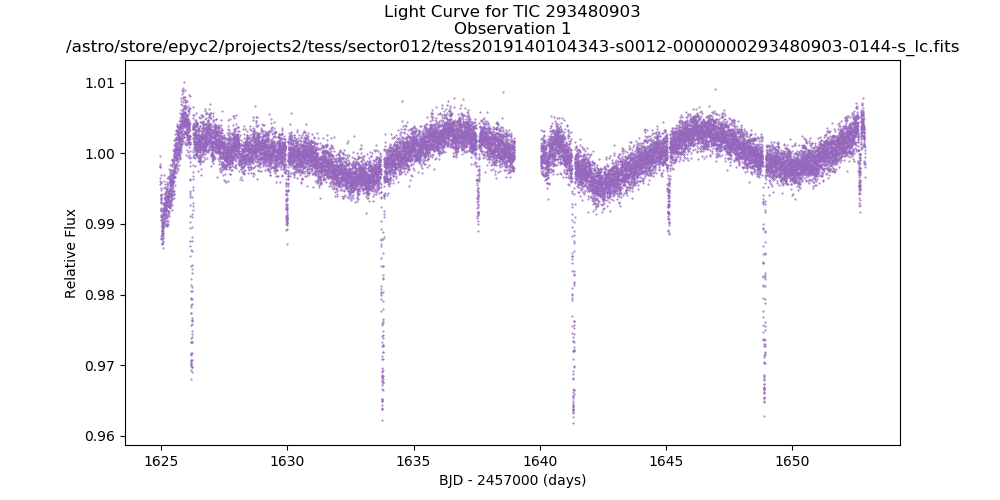 Light Curve for TIC 293480903
Observation 1
/astro/store/epyc2/projects2/tess/sector012/tess2019140104343-s0012-0000000293480903-0144-s_lc.fits
1.01
1.00
0.99
0.98
0.97
0.96
Relative Flux
1625
1630
1635
1640
1645
1650
BJD - 2457000 (days)